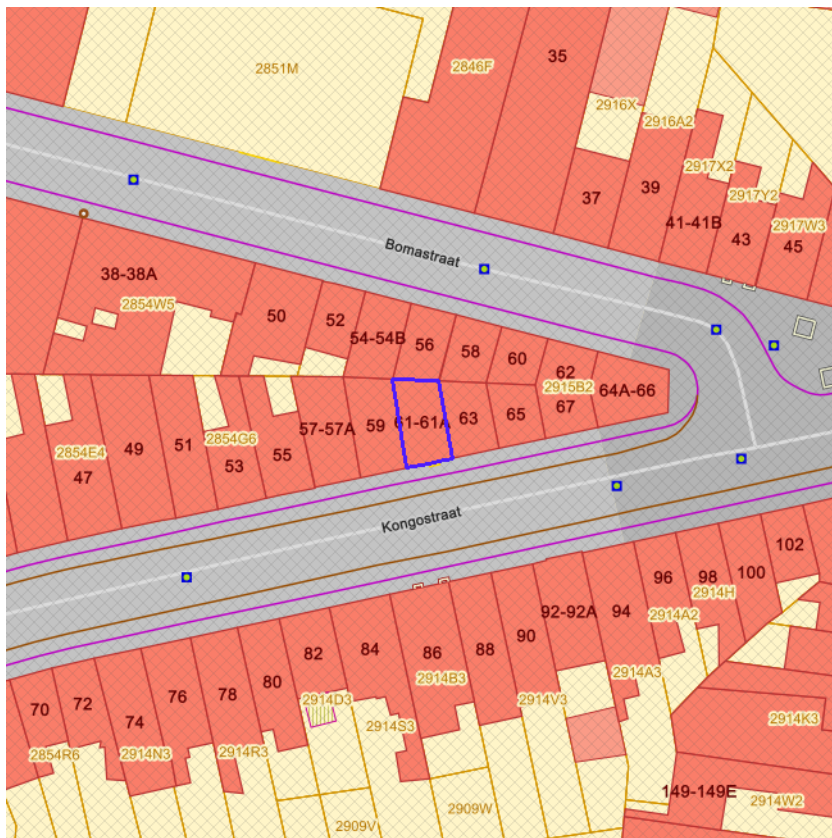 2851M
2846F
35
2916X
2916A2
2917X2
2917Y2
2917W3
37
39
41-41B
43
45
Bomastraat
38-38A
2854W5
50
52
54-54B
56
58
60
62
2915B2
67
64A-66
2854E4
47
49
51
2854G6
53
55
57-57A
59
61-61A
63
65
Kongostraat
70
72
74
76
78
80
82
84
86
88
90
92-92A
94
96
98
100
102
2914H
2914A2
2914A3
2914B3
2914V3
2914D3
2914S3
2914R3
2914N3
2854R6
2914K3
149-149E
2914W2
2909W
2909V